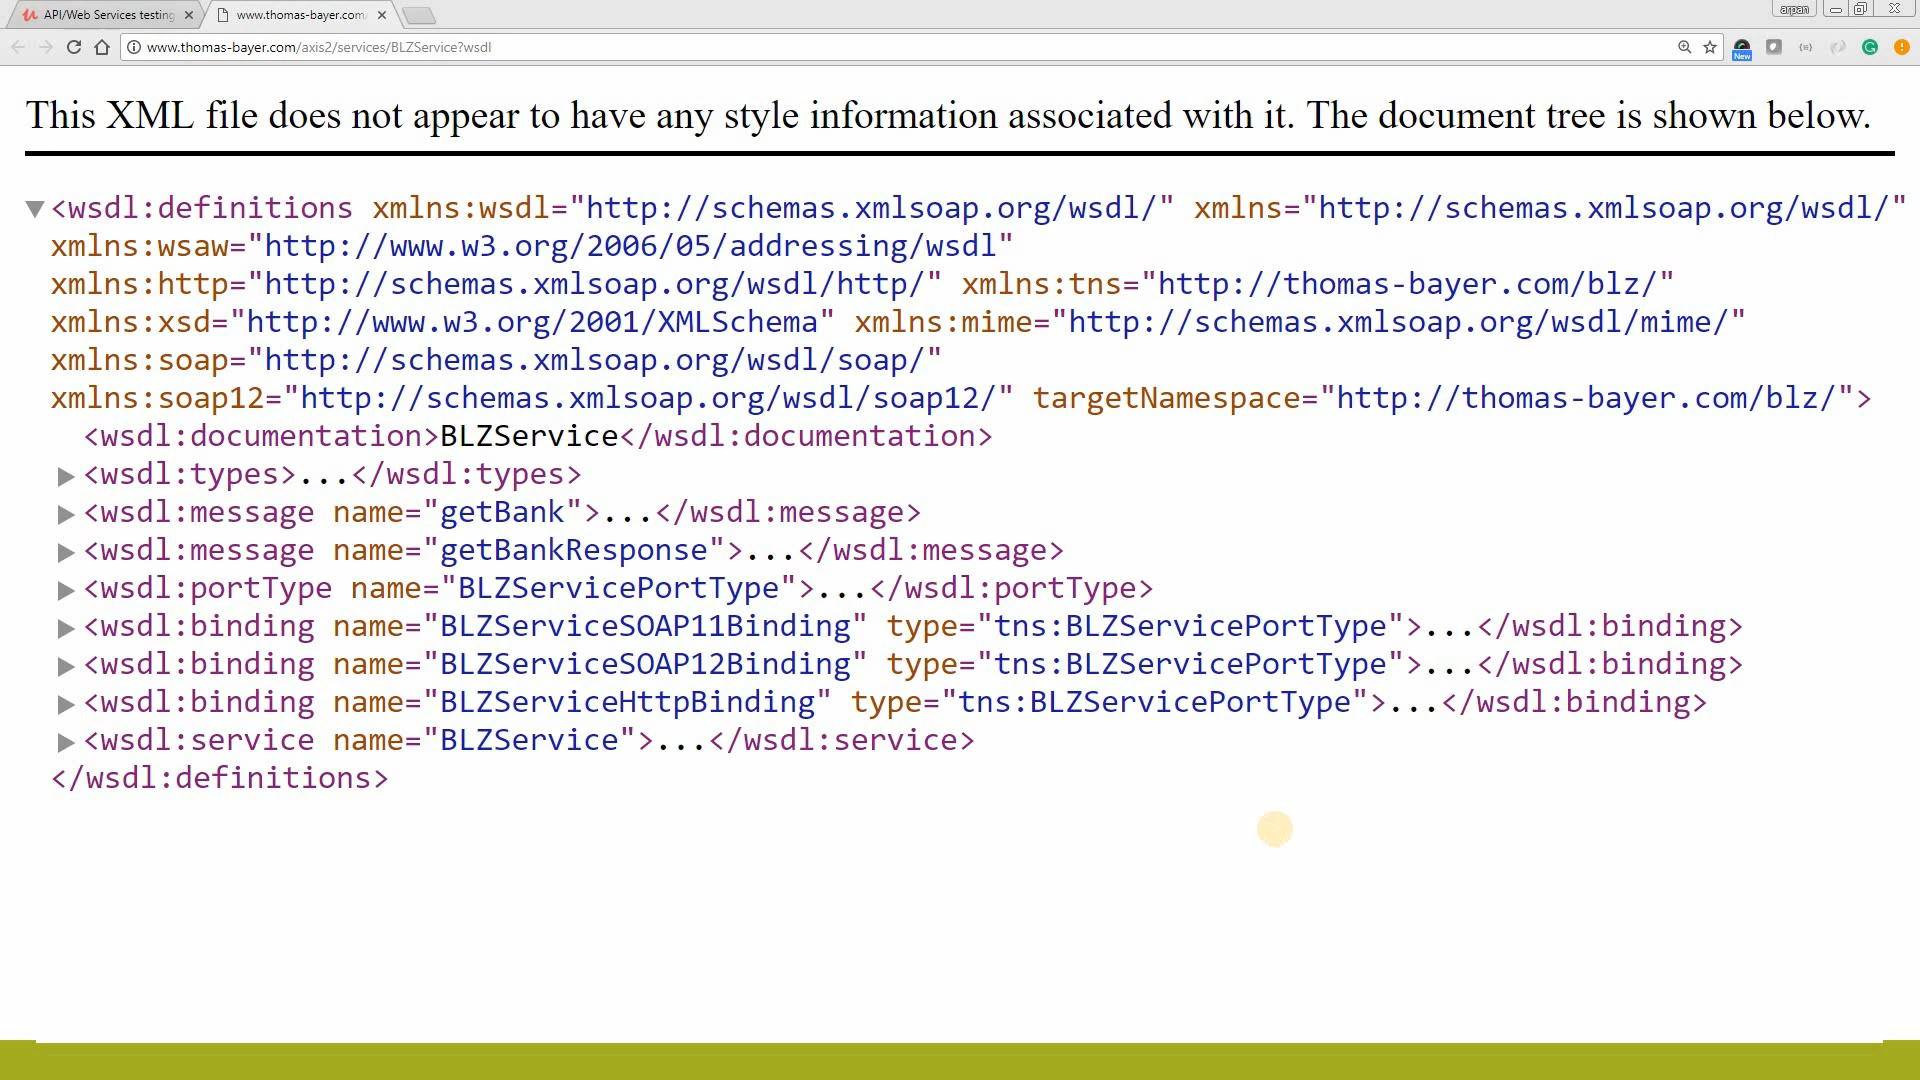 API/Web Services testing
www.thomas-bayer.com
arpan
www.thomas-bayer.com/axis2/services/BLZService?wsdl
New
This XML file does not appear to have any style information associated with it. The document tree is shown below.
<wsdl:definitions xmlns:wsdl="http://schemas.xmlsoap.org/wsdl/" xmlns="http://schemas.xmlsoap.org/wsdl/"
xmlns:wsaw="http://www.w3.org/2006/05/addressing/wsdl"
xmlns:http="http://schemas.xmlsoap.org/wsdl/http/" xmlns:tns="http://thomas-bayer.com/blz/"
xmlns:xsd="http://www.w3.org/2001/XMLSchema" xmlns:mime="http://schemas.xmlsoap.org/wsdl/mime/"
xmlns:soap="http://schemas.xmlsoap.org/wsdl/soap/"
xmlns:soap12="http://schemas.xmlsoap.org/wsdl/soap12/" targetNamespace="http://thomas-bayer.com/blz/">
<wsdl:documentation>BLZService</wsdl:documentation>
<wsdl:types>...</wsdl:types>
<wsdl:message name="getBank">...</wsdl:message>
<wsdl:message name="getBankResponse">...</wsdl:message>
<wsdl:portType name="BLZServicePortType">...</wsdl:portType>
<wsdl:binding name="BLZServiceSOAP11Binding" type="tns:BLZServicePortType">...</wsdl:binding>
<wsdl:binding name="BLZServiceSOAP12Binding" type="tns:BLZServicePortType">...</wsdl:binding>
<wsdl:binding name="BLZServiceHttpBinding" type="tns:BLZServicePortType">...</wsdl:binding>
<wsdl:service name="BLZService">...</wsdl:service>
</wsdl:definitions>